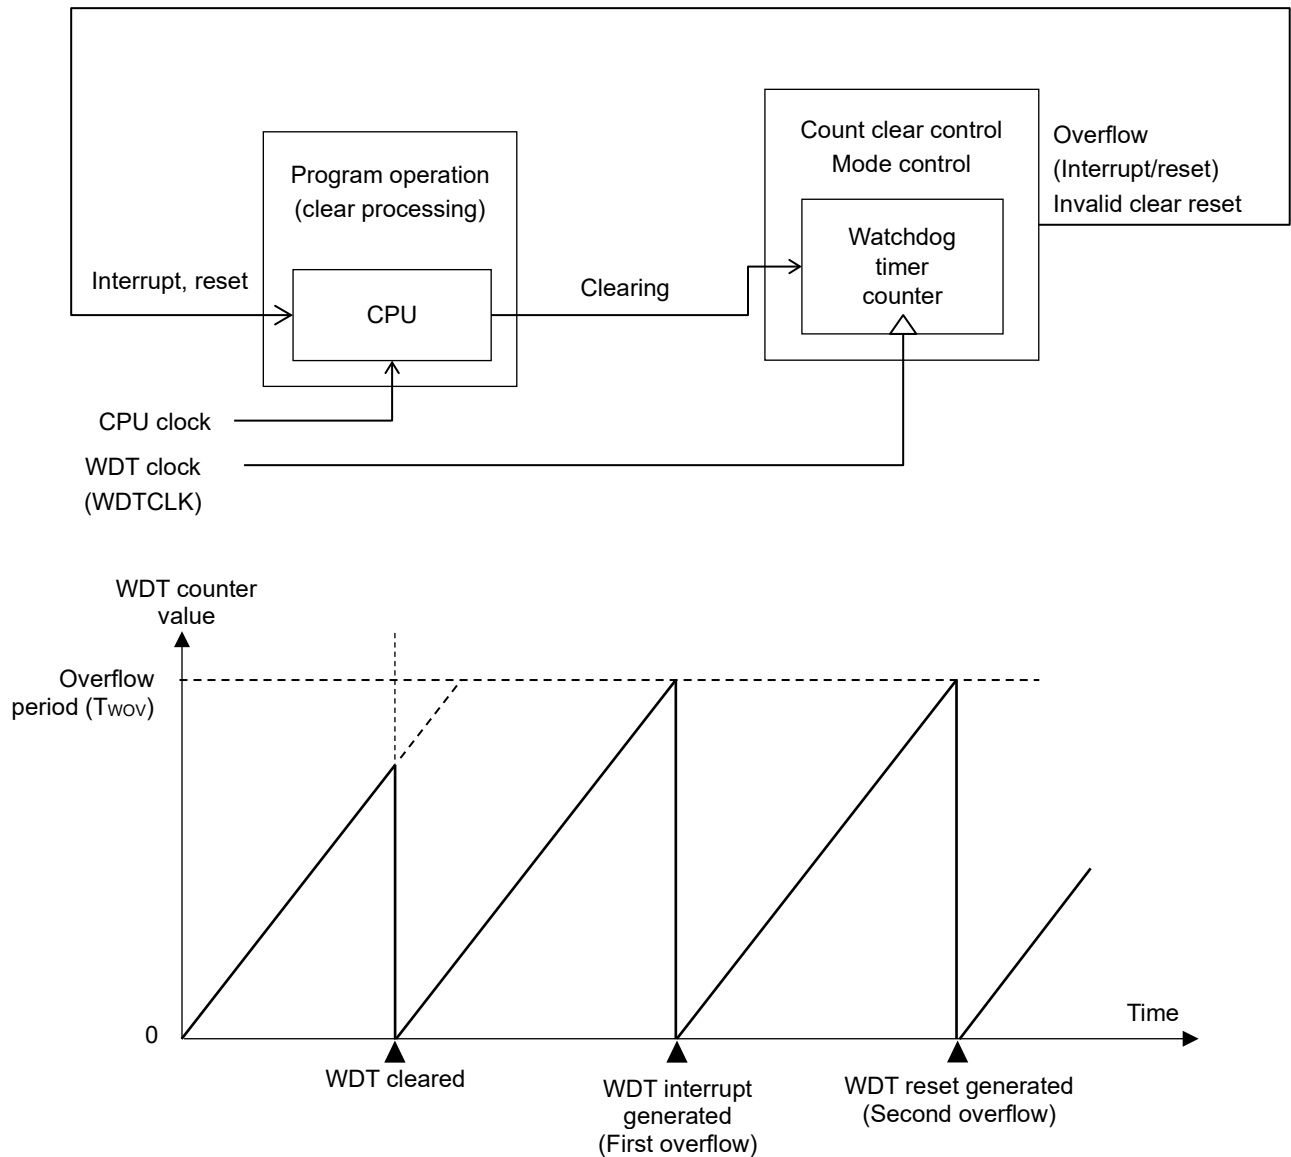 Count clear control
Mode control
Overflow
(Interrupt/reset)
Invalid clear reset
Program operation
(clear processing)
Watchdog
timer
counter
Interrupt, reset
Clearing
CPU
CPU clock
WDT clock
(WDTCLK)
WDT counter
value
Overflow
period (TWOV)
0
Time
WDT cleared
WDT interrupt
generated
(First overflow)
WDT reset generated
(Second overflow)